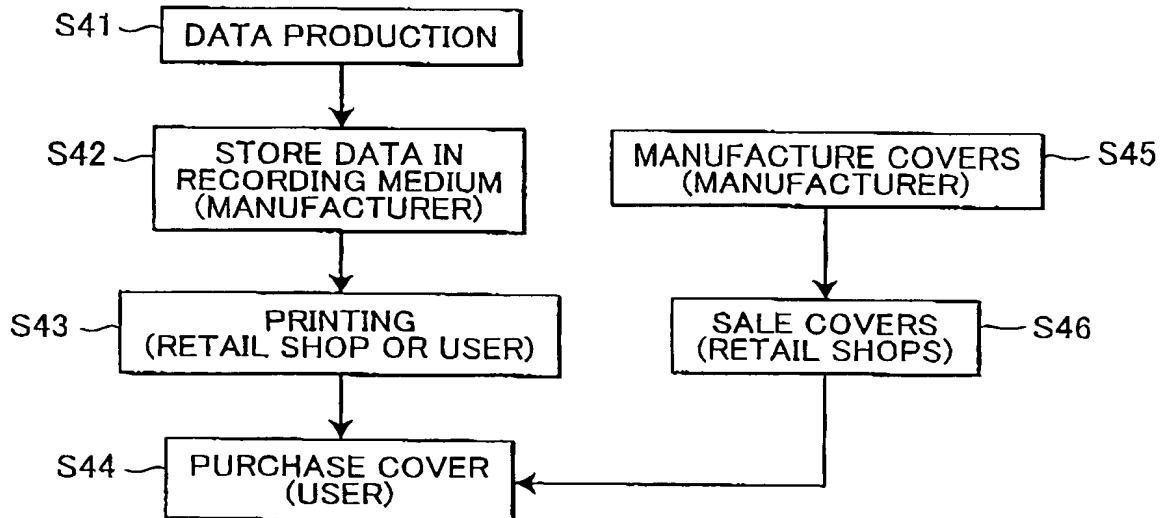 S41
DATA PRODUCTION
S42
STORE DATA IN
RECORDING MEDIUM
(MANUFACTURER)
S43
PRINTING
(RETAIL SHOP OR USER)
S44
PURCHASE COVER
(USER)
MANUFACTURE COVERS
(MANUFACTURER)
S45
SALE COVERS
(RETAIL SHOPS)
S46